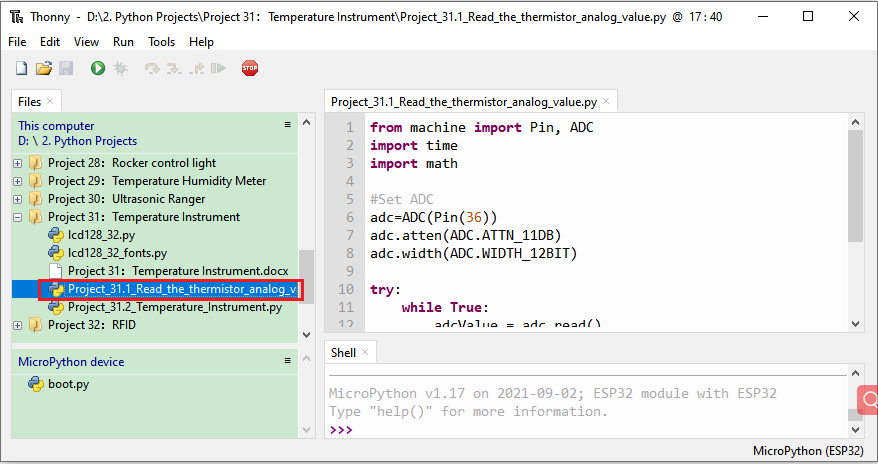 Thonny - D:\2. Python Projects\Project 31：Temperature Instrument\Project_31.1_Read_the_thermistor_analog_value.py @ 17 : 40
File Edit View Run Tools Help
STOP
Files
This computer
D: \ 2. Python Projects
Project 28：Rocker control light
Project 29：Temperature Humidity Meter
Project 30：Ultrasonic Ranger
Project 31：Temperature Instrument
lcd128_32.py
lcd128_32_fonts.py
Project 31：Temperature Instrument.docx
Project_31.1_Read_the_thermistor_analog_v
Project_31.2_Temperature_Instrument.py
Project 32：RFID
MicroPython device
boot.py
Project_31.1_Read_the_thermistor_analog_value.py
1 from machine import Pin, ADC
2 import time
3 import math
4
5 #Set ADC
6 adc=ADC(Pin(36))
7 adc.atten(ADC.ATTN_11DB)
8 adc.width(ADC.WIDTH_12BIT)
9
10 try:
11 while True:
12 adcValue = adc.read()
Shell
MicroPython v1.17 on 2021-09-02; ESP32 module with ESP32
Type "help()" for more information.
>>>
MicroPython (ESP32)